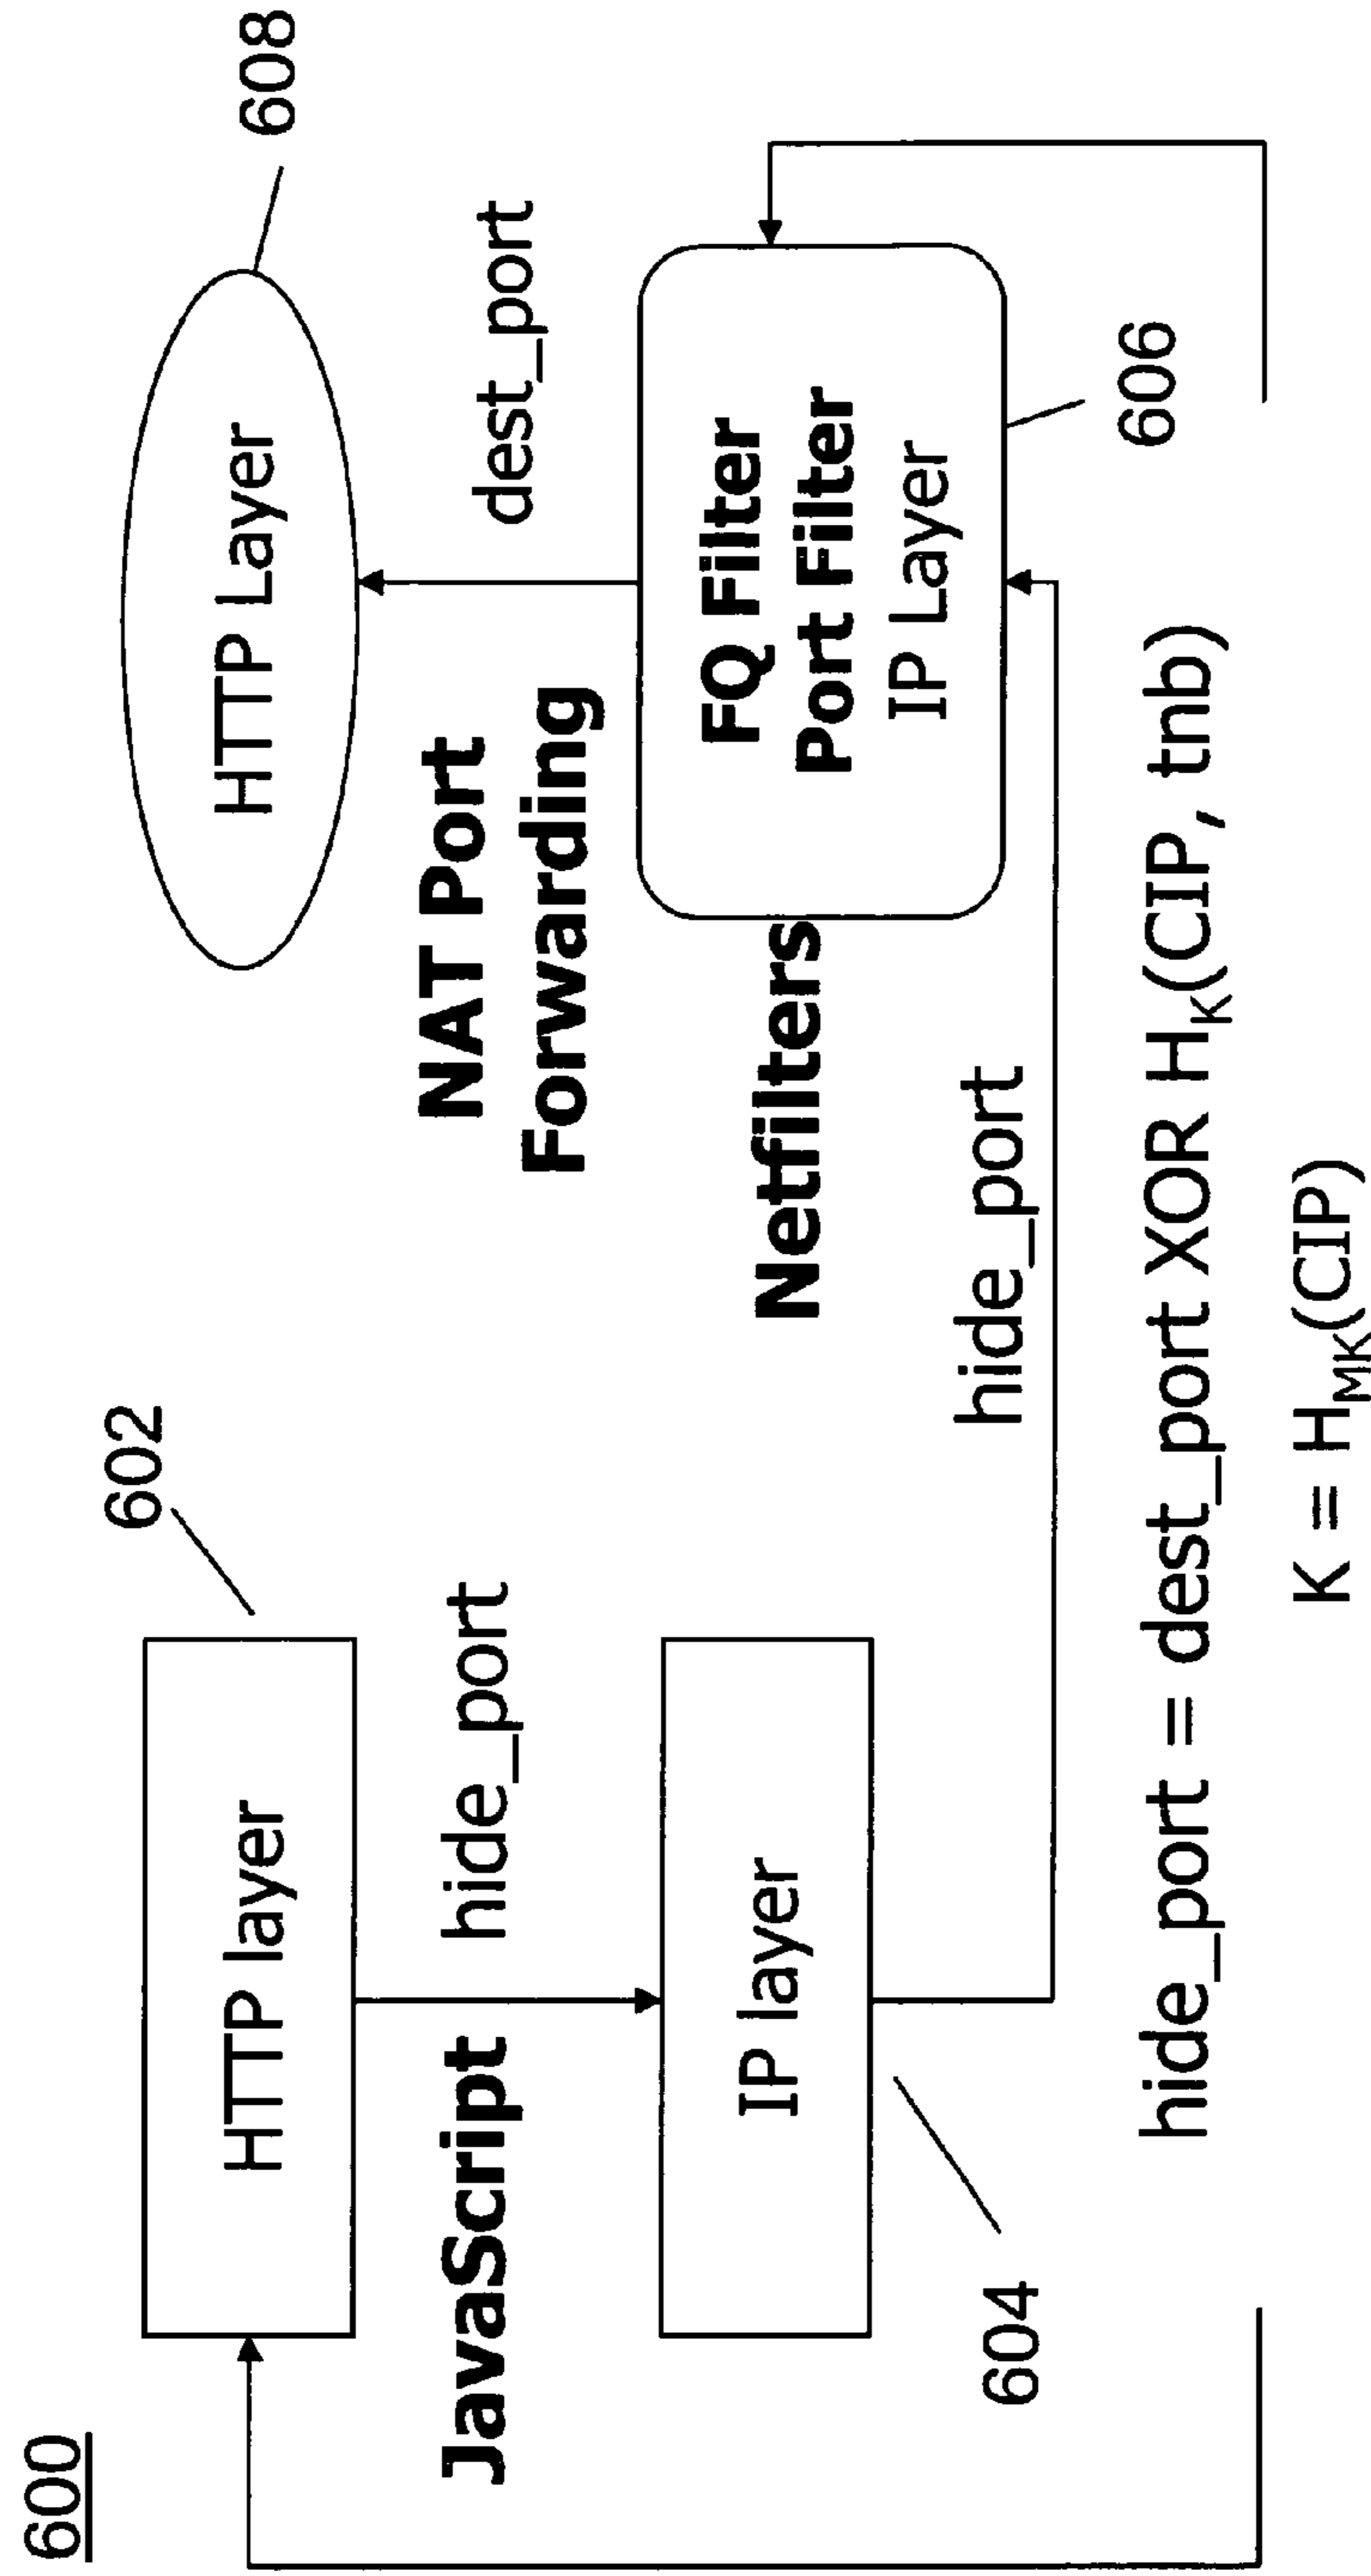 600
602
608
HTTP layer
HTTP Layer
JavaScript
hide_port
NAT Port
Forwarding
dest_port
IP layer
Netfilters
FQ Filter
Port Filter
IP Layer
604
hide_port
606
hide_port = dest_port XOR H_K(CIP, tnb)
K = H_MK(CIP)